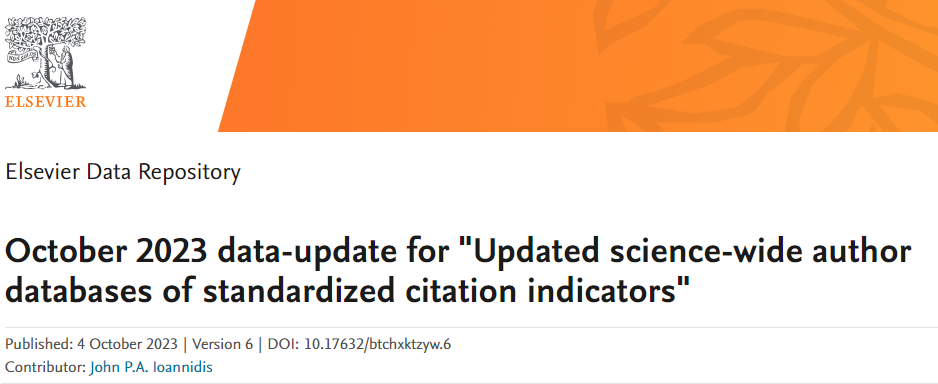 ELSEVIER
Elsevier Data Repository
October 2023 data-update for "Updated science-wide author
databases of standardized citation indicators"
Published: 4 October 2023 | Version 6 | DOI: 10.17632/btchxktzyw.6
Contributor: John P.A. Ioannidis